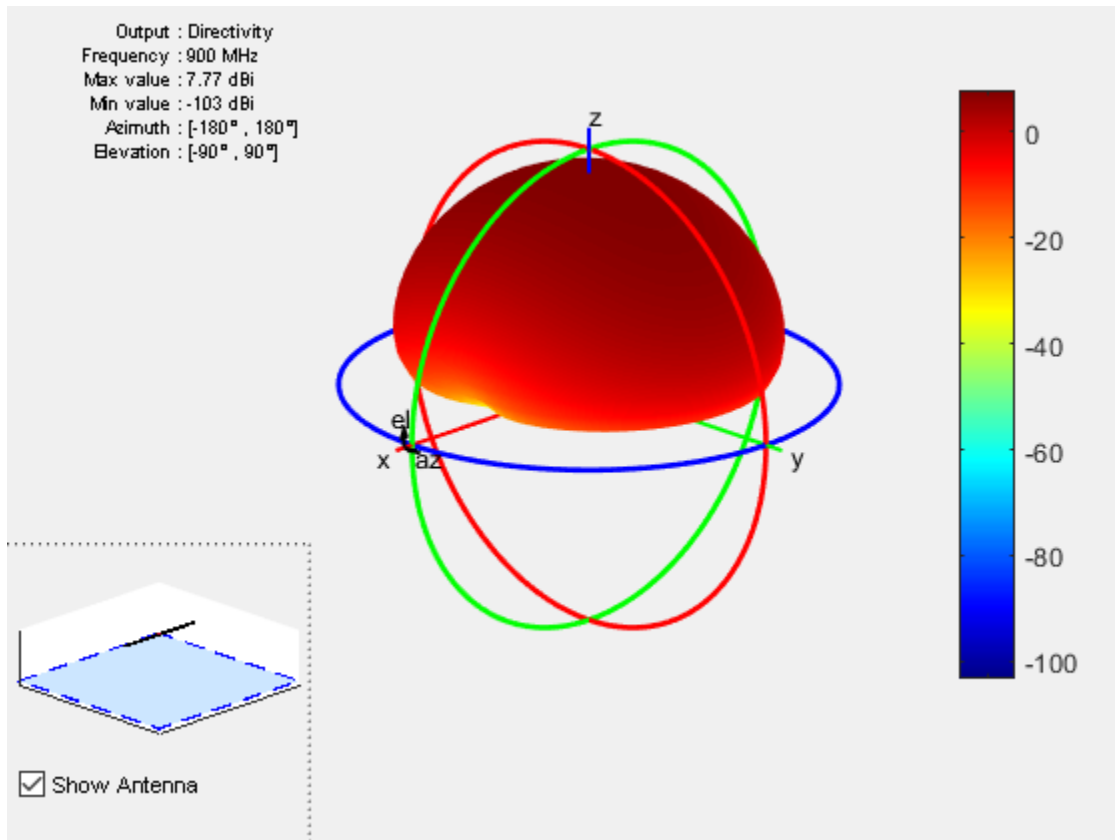 Output : Directivity
Frequency : 900 MHz
Max value : 7.77 dBi
Min value : -103 dBi
Azimuth : [-180° , 180°]
Elevation : [-90° , 90°]
z
el
x
az
y
0
-20
-40
-60
-80
-100
Show Antenna